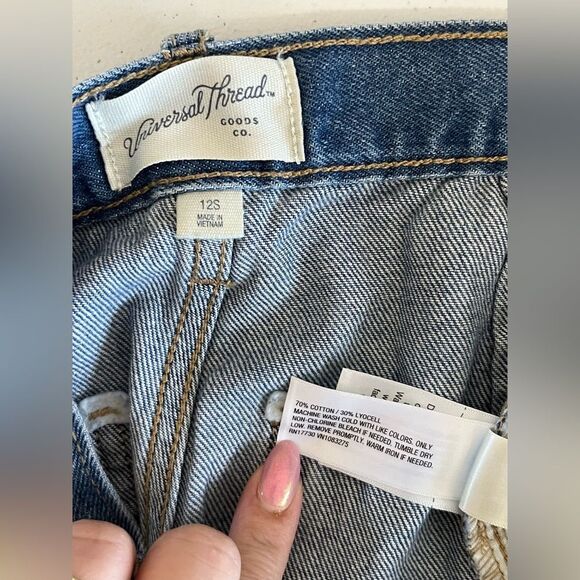 Universal Thread™
GOODS
CO.
12S
MADE IN
VIETNAM
70% COTTON / 30% LYOCELL
MACHINE WASH COLD WITH LIKE COLORS. ONLY
NON-CHLORINE BLEACH IF NEEDED. TUMBLE DRY
LOW. REMOVE PROMPTLY. WARM IRON IF NEEDED.
RN17730 VN1083275